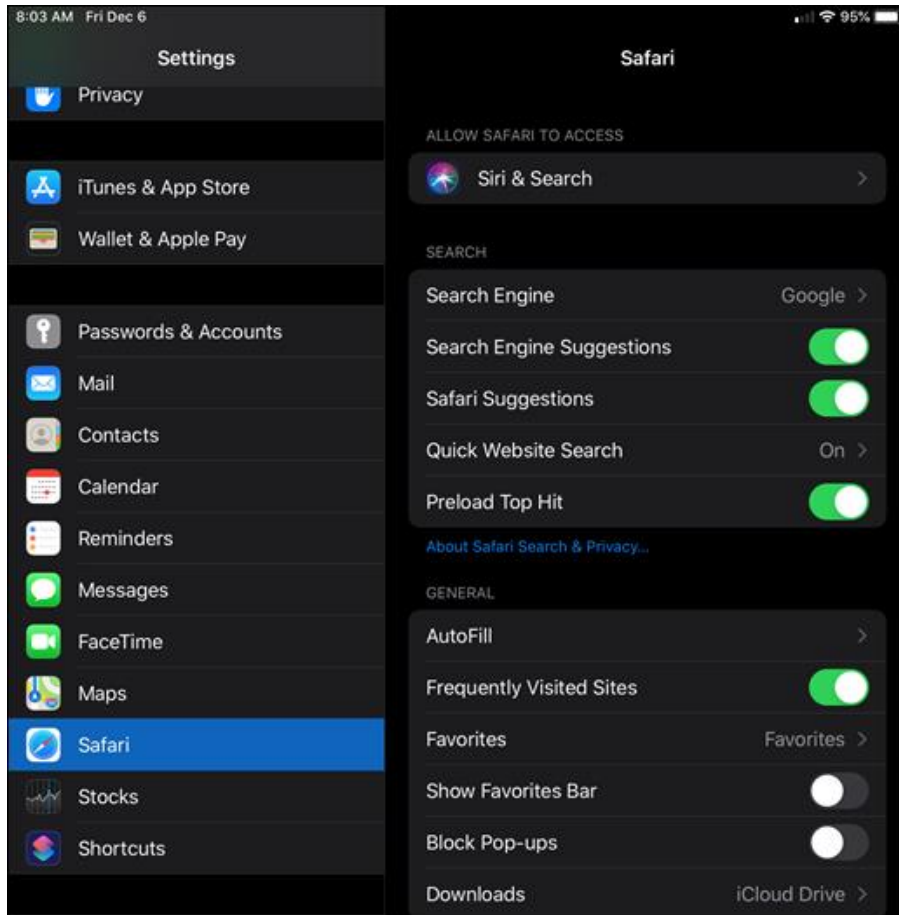 8:03 AM Fri Dec 6
95%
Settings
Privacy
iTunes & App Store
Wallet & Apple Pay
Passwords & Accounts
Mail
Contacts
Calendar
Reminders
Messages
FaceTime
Maps
Safari
Stocks
Shortcuts
Safari
ALLOW SAFARI TO ACCESS
Siri & Search
SEARCH
Search Engine Google
Search Engine Suggestions
Safari Suggestions
Quick Website Search On
Preload Top Hit
About Safari Search & Privacy...
GENERAL
AutoFill
Frequently Visited Sites
Favorites Favorites
Show Favorites Bar
Block Pop-ups
Downloads iCloud Drive